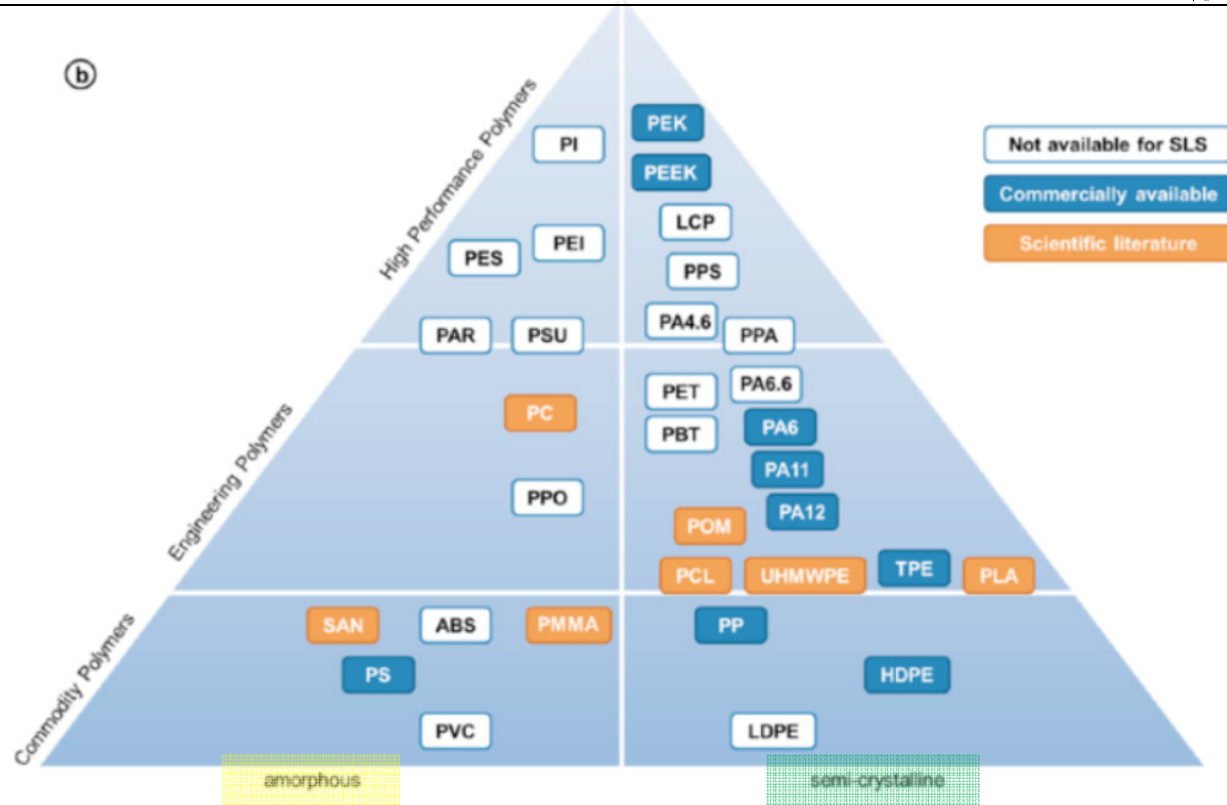 b
High Performance Polymers
Engineering Polymers
Commodity Polymers
PI
PEI
PES
PAR
PSU
PEK
PEEK
LCP
PPS
PA4.6
PPA
PC
PPO
PET
PA6.6
PBT
PA6
PA11
PA12
POM
PCL
UHMWPE
TPE
PLA
SAN
ABS
PMMA
PS
PVC
PP
HDPE
LDPE
amorphous
semi-crystalline
Not available for SLS
Commercially available
Scientific literature